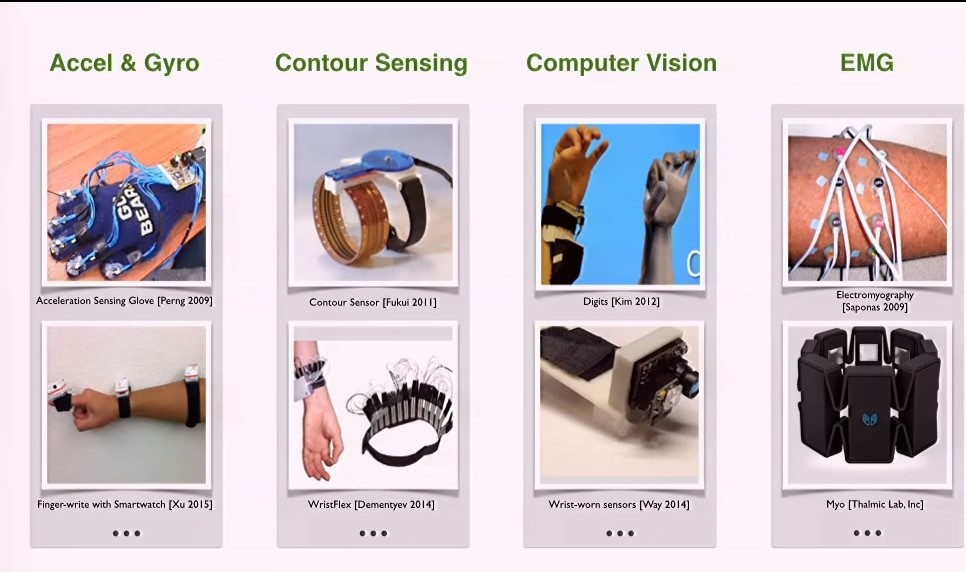 Accel & Gyro
Contour Sensing
Computer Vision
EMG
GL
BEAR
Acceleration Sensing Glove [Perng 2009]
Contour Sensor [Fukui 2011]
Digits [Kim 2012]
Electromyography
[Saponas 2009]
Finger-write with Smartwatch [Xu 2015]
WristFlex [Dementyev 2014]
Wrist-worn sensors [Way 2014]
Myo [Thalmic Lab, Inc]